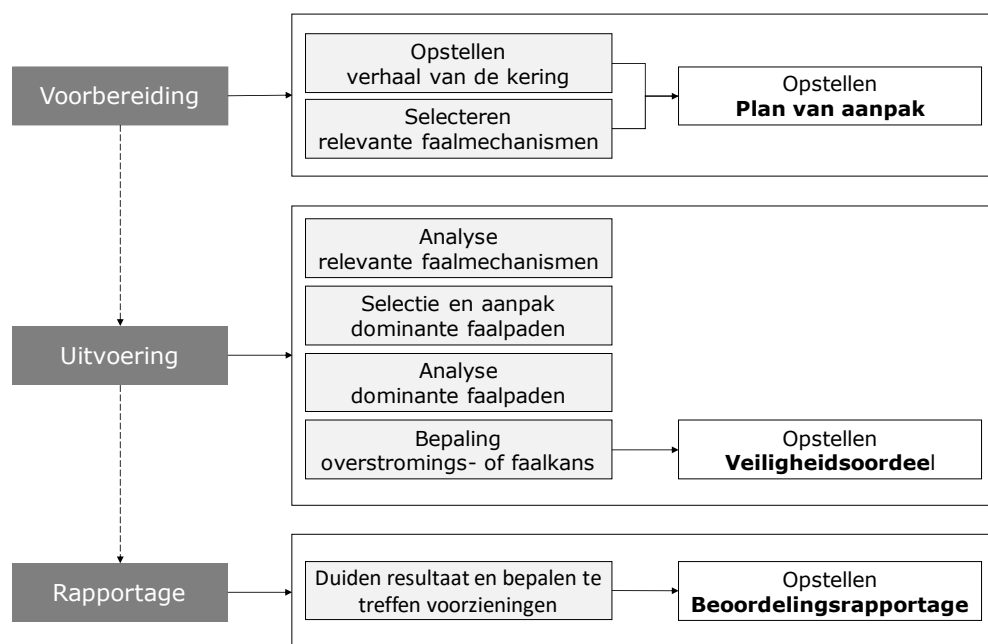 Voorbereiding
Opstellen
verhaal van de kering
Selecteren
relevante faalmechanismen
Opstellen
Plan van aanpak
Uitvoering
Analyse
relevante faalmechanismen
Selectie en aanpak
dominante faalpaden
Analyse
dominante faalpaden
Bepaling
overstromings- of faalkans
Opstellen
Veiligheidsoordeel
Rapportage
Duiden resultaat en bepalen te
treffen voorzieningen
Opstellen
Beoordelingsrapportage